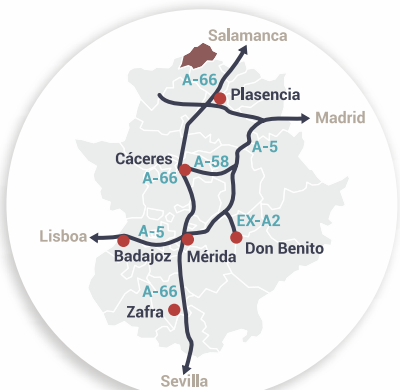 Salamanca
A-66
Plasencia
Madrid
A-5
Cáceres
A-58
A-66
EX-A2
Lisboa
A-5
Don Benito
Badajoz
Mérida
A-66
Zafra
Sevilla